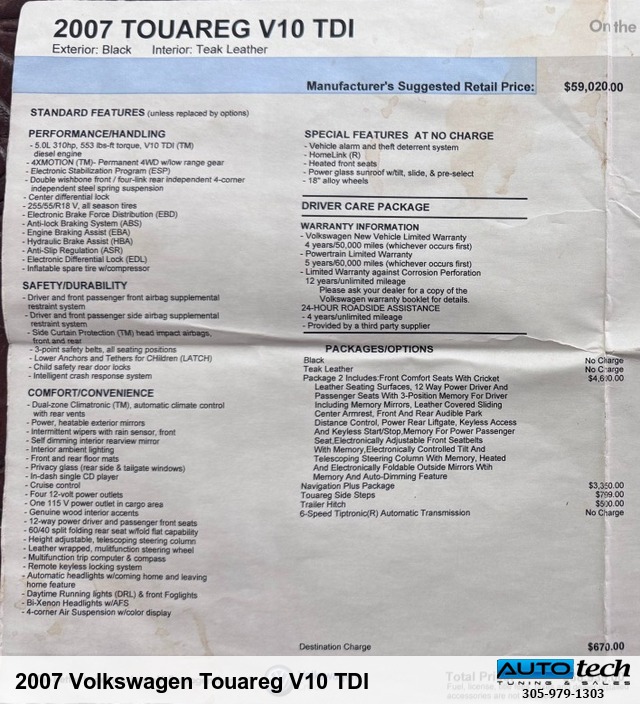 2007 TOUAREG V10 TDI
On the
Exterior: Black Interior: Teak Leather
Manufacturer's Suggested Retail Price: $59,020.00
STANDARD FEATURES (unless replaced by options)
PERFORMANCE/HANDLING
- 5.0L 310hp, 553 lbs-ft torque, V10 TDI (TM)
diesel engine
- 4XMOTION (TM)- Permanent 4WD w/low range gear
- Electronic Stabilization Program (ESP)
- Double wishbone front / four-link rear independent 4-corner
independent steel spring suspension
- Center differential lock
- 255/55/R18 V, all season tires
- Electronic Brake Force Distribution (EBD)
- Anti-lock Braking System (ABS)
- Engine Braking Assist (EBA)
- Hydraulic Brake Assist (HBA)
- Anti-Slip Regulation (ASR)
- Electronic Differential Lock (EDL)
- Inflatable spare tire w/compressor
SAFETY/DURABILITY
- Driver and front passenger front airbag supplemental
restraint system
- Driver and front passenger side airbag supplemental
restraint system
- Side Curtain Protection (TM) head impact airbags,
front and rear
- 3-point safety belts, all seating positions
- Lower Anchors and Tethers for CHildren (LATCH)
- Child safety rear door locks
- Intelligent crash response system
COMFORT/CONVENIENCE
- Dual-zone Climatronic (TM), automatic climate control
with rear vents
- Power, heatable exterior mirrors
- Intermittent wipers with rain sensor, front
- Self dimming interior rearview mirror
- Interior ambient lighting
- Front and rear floor mats
- Privacy glass (rear side & tailgate windows)
- In-dash single CD player
- Cruise control
- Four 12-volt power outlets
- One 115 V power outlet in cargo area
- Genuine wood interior accents
- 12-way power driver and passenger front seats
- 60/40 split folding rear seat w/fold flat capability
- Height adjustable, telescoping steering column
- Leather wrapped, mulitfunction steering wheel
- Multifunction trip computer & compass
- Remote keyless locking system
- Automatic headlights w/coming home and leaving
home feature
- Daytime Running lights (DRL) & front Foglights
- Bi-Xenon Headlights w/AFS
- 4-corner Air Suspension w/color display
SPECIAL FEATURES AT NO CHARGE
- Vehicle alarm and theft deterrent system
- HomeLink (R)
- Heated front seats
- Power glass sunroof w/tilt, slide, & pre-select
- 18" alloy wheels
DRIVER CARE PACKAGE
WARRANTY INFORMATION
- Volkswagen New Vehicle Limited Warranty
4 years/50,000 miles (whichever occurs first)
- Powertrain Limited Warranty
5 years/60,000 miles (whichever occurs first)
- Limited Warranty against Corrosion Perforation
12 years/unlimited mileage
Please ask your dealer for a copy of the
Volkswagen warranty booklet for details.
24-HOUR ROADSIDE ASSISTANCE
- 4 years/unlimited mileage
- Provided by a third party supplier
PACKAGES/OPTIONS
Black No Charge
Teak Leather No Charge
Package 2 Includes:Front Comfort Seats With Cricket $4,600.00
Leather Seating Surfaces, 12 Way Power Driver And
Passenger Seats With 3-Position Memory For Driver
Including Memory Mirrors, Leather Covered Sliding
Center Armrest, Front And Rear Audible Park
Distance Control, Power Rear Liftgate, Keyless Access
And Keyless Start/Stop,Memory For Power Passenger
Seat,Electronically Adjustable Front Seatbelts
With Memory,Electronically Controlled Tilt And
Telescoping Steering Column With Memory, Heated
And Electronically Foldable Outside Mirrors Wtih
Memory And Auto-Dimming Feature
Navigation Plus Package $3,350.00
Touareg Side Steps $799.00
Trailer Hitch $500.00
6-Speed Tiptronic(R) Automatic Transmission No Charge
Destination Charge $670.00
2007 Volkswagen Touareg V10 TDI
AUTOtech
TUNING & SALES
305-979-1303